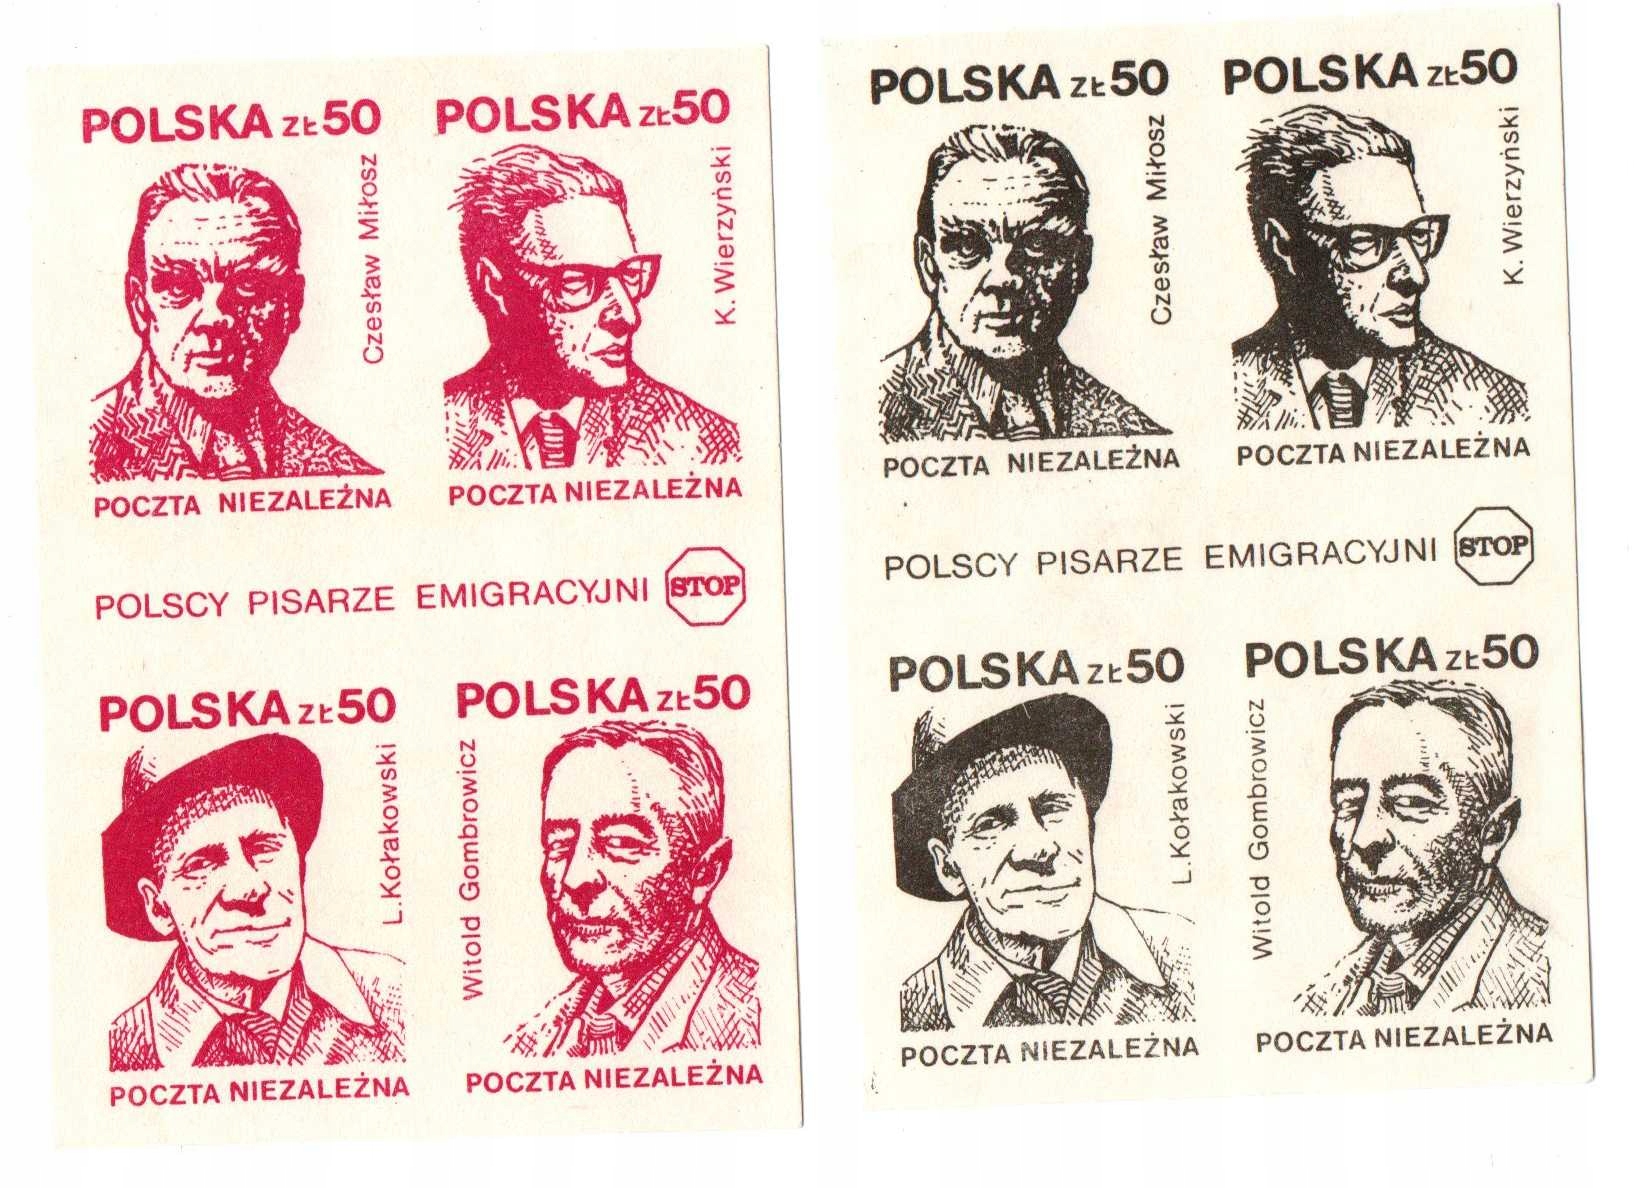 POLSKA ZŁ50
Czesław Miłosz
POCZTA NIEZALEŻNA
POLSKA ZŁ50
K. Wierzyński
POCZTA NIEZALEŻNA
POLSCY PISARZE EMIGRACYJNI STOP
POLSKA ZŁ50
L. Kołakowski
POCZTA NIEZALEŻNA
POLSKA ZŁ50
Witold Gombrowicz
POCZTA NIEZALEŻNA
POLSKA ZŁ50
Czesław Miłosz
POCZTA NIEZALEŻNA
POLSKA ZŁ50
K. Wierzyński
POCZTA NIEZALEŻNA
POLSCY PISARZE EMIGRACYJNI STOP
POLSKA ZŁ50
L. Kołakowski
POCZTA NIEZALEŻNA
POLSKA ZŁ50
Witold Gombrowicz
POCZTA NIEZALEŻNA